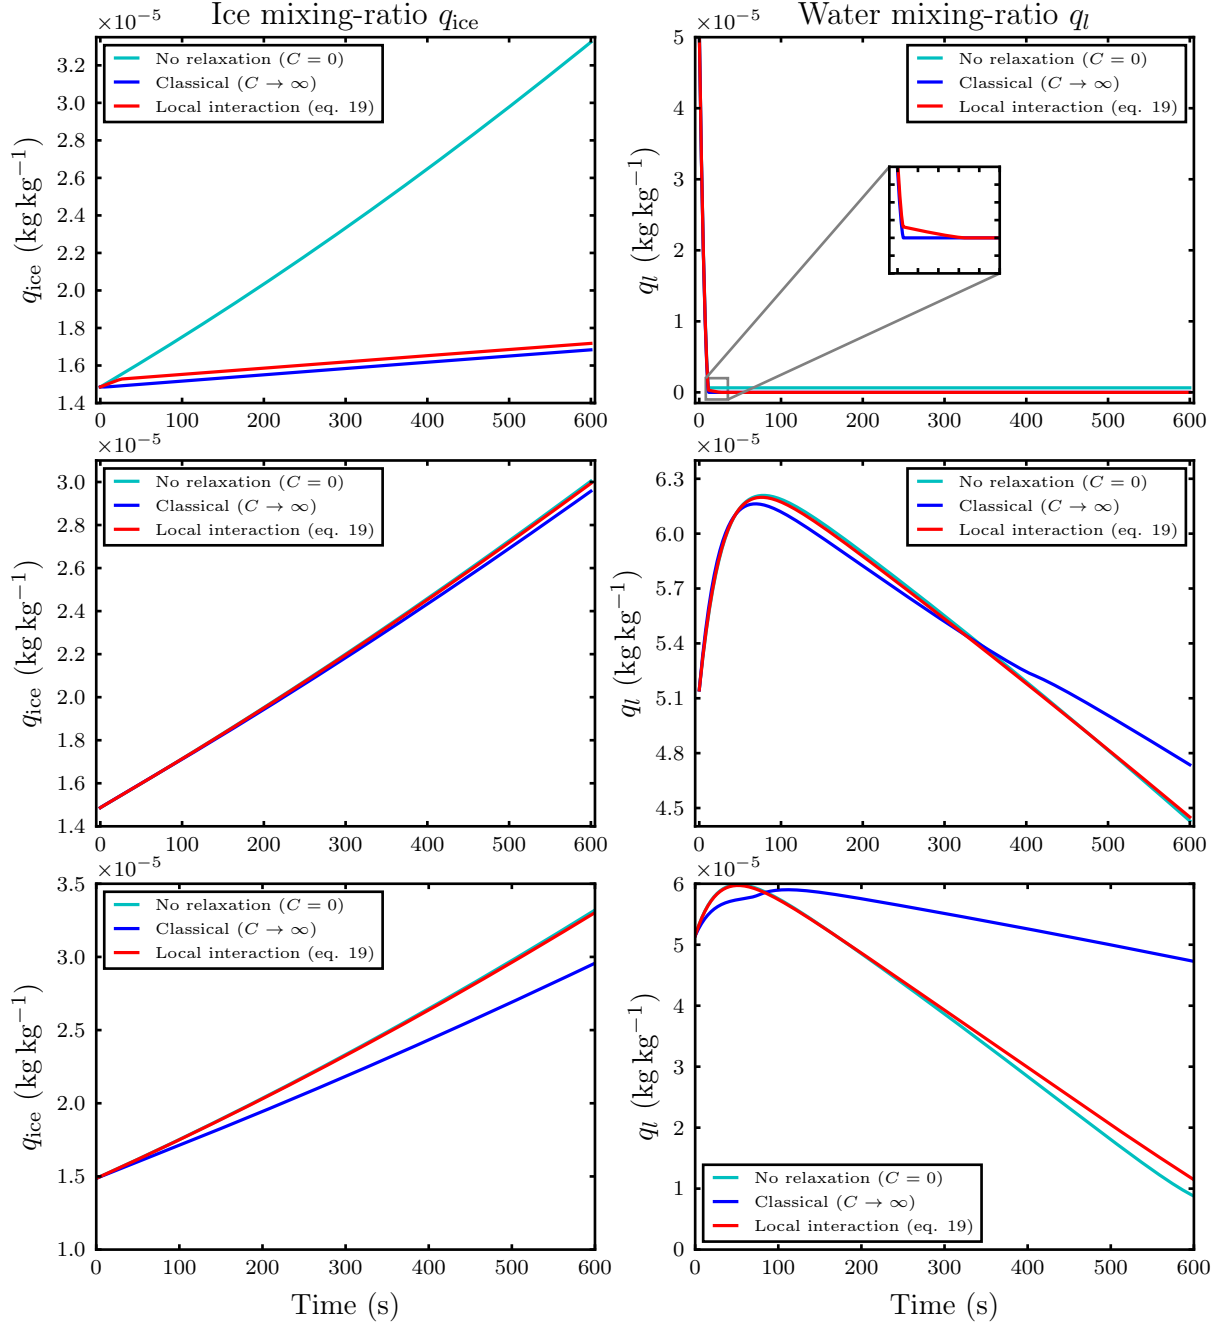 Ice mixing-ratio q_ice
×10⁻⁵
q_ice (kg kg⁻¹)
3.2
3.0
2.8
2.6
2.4
2.2
2.0
1.8
1.6
1.4
No relaxation (C = 0)
Classical (C → ∞)
Local interaction (eq. 19)
0 100 200 300 400 500 600
Water mixing-ratio q_l
×10⁻⁵
q_l (kg kg⁻¹)
5
4
3
2
1
0
No relaxation (C = 0)
Classical (C → ∞)
Local interaction (eq. 19)
0 100 200 300 400 500 600
×10⁻⁵
q_ice (kg kg⁻¹)
3.0
2.8
2.6
2.4
2.2
2.0
1.8
1.6
1.4
No relaxation (C = 0)
Classical (C → ∞)
Local interaction (eq. 19)
0 100 200 300 400 500 600
×10⁻⁵
q_l (kg kg⁻¹)
6.3
6.0
5.7
5.4
5.1
4.8
4.5
No relaxation (C = 0)
Classical (C → ∞)
Local interaction (eq. 19)
0 100 200 300 400 500 600
×10⁻⁵
q_ice (kg kg⁻¹)
3.5
3.0
2.5
2.0
1.5
1.0
No relaxation (C = 0)
Classical (C → ∞)
Local interaction (eq. 19)
0 100 200 300 400 500 600
Time (s)
×10⁻⁵
q_l (kg kg⁻¹)
6
5
4
3
2
1
0
No relaxation (C = 0)
Classical (C → ∞)
Local interaction (eq. 19)
0 100 200 300 400 500 600
Time (s)